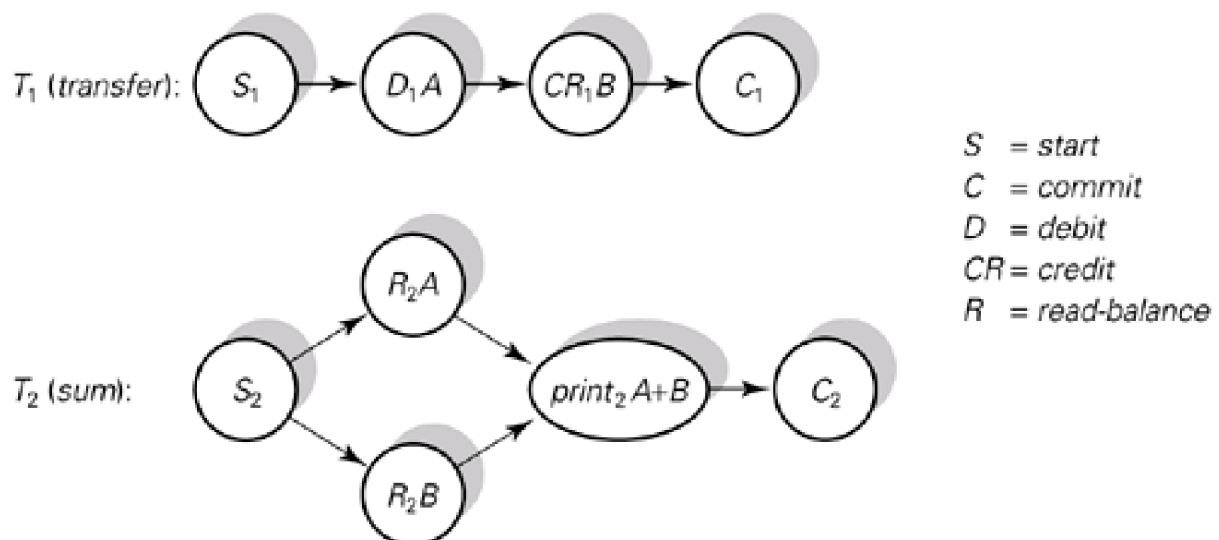 T₁ (transfer): S₁ D₁A CR₁B C₁
S = start
C = commit
D = debit
CR = credit
R = read-balance
R₂A
T₂ (sum): S₂ print₂ A+B C₂
R₂B